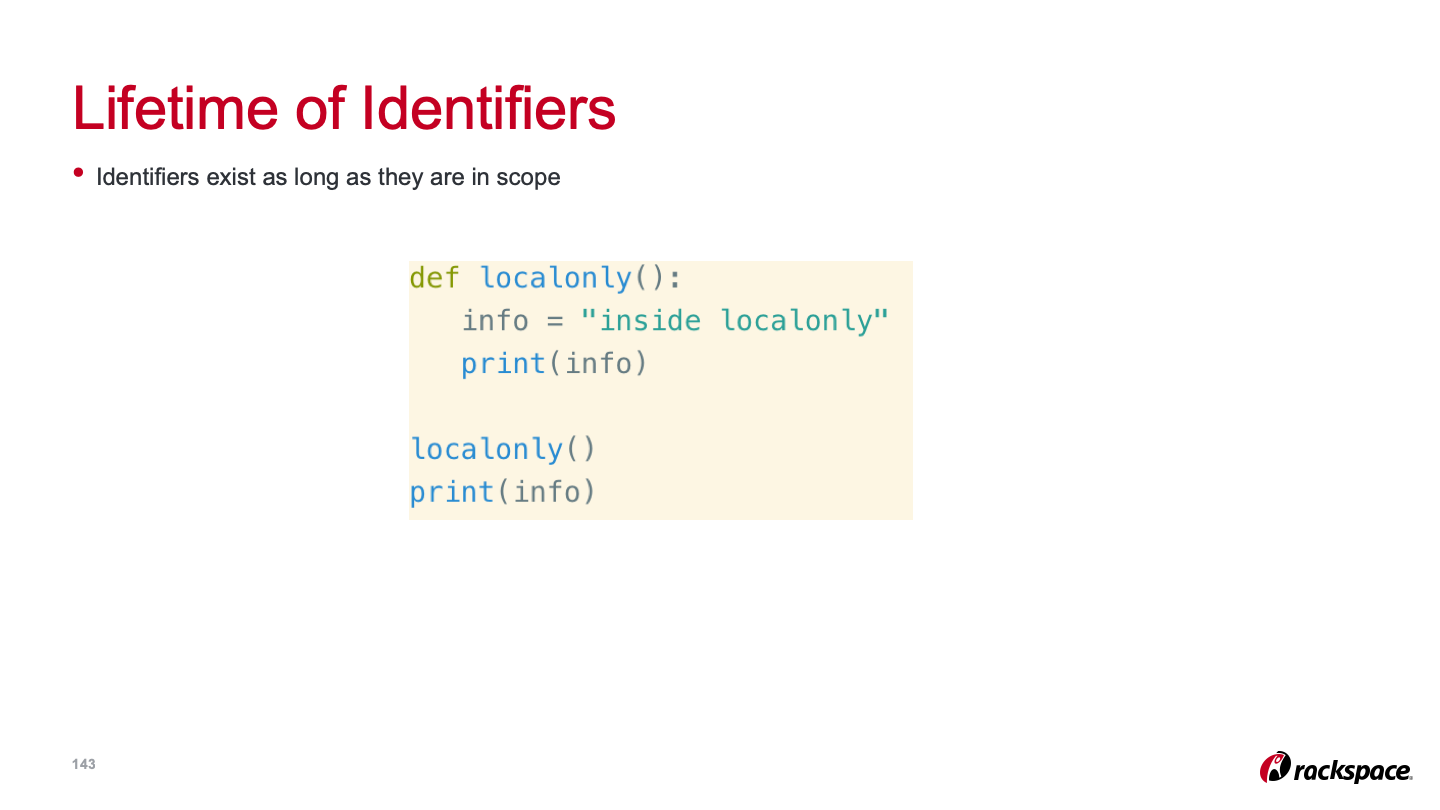 Lifetime of Identifiers
• Identifiers exist as long as they are in scope
def localonly():
   info = "inside localonly"
   print(info)

localonly()
print(info)
143
rackspace.